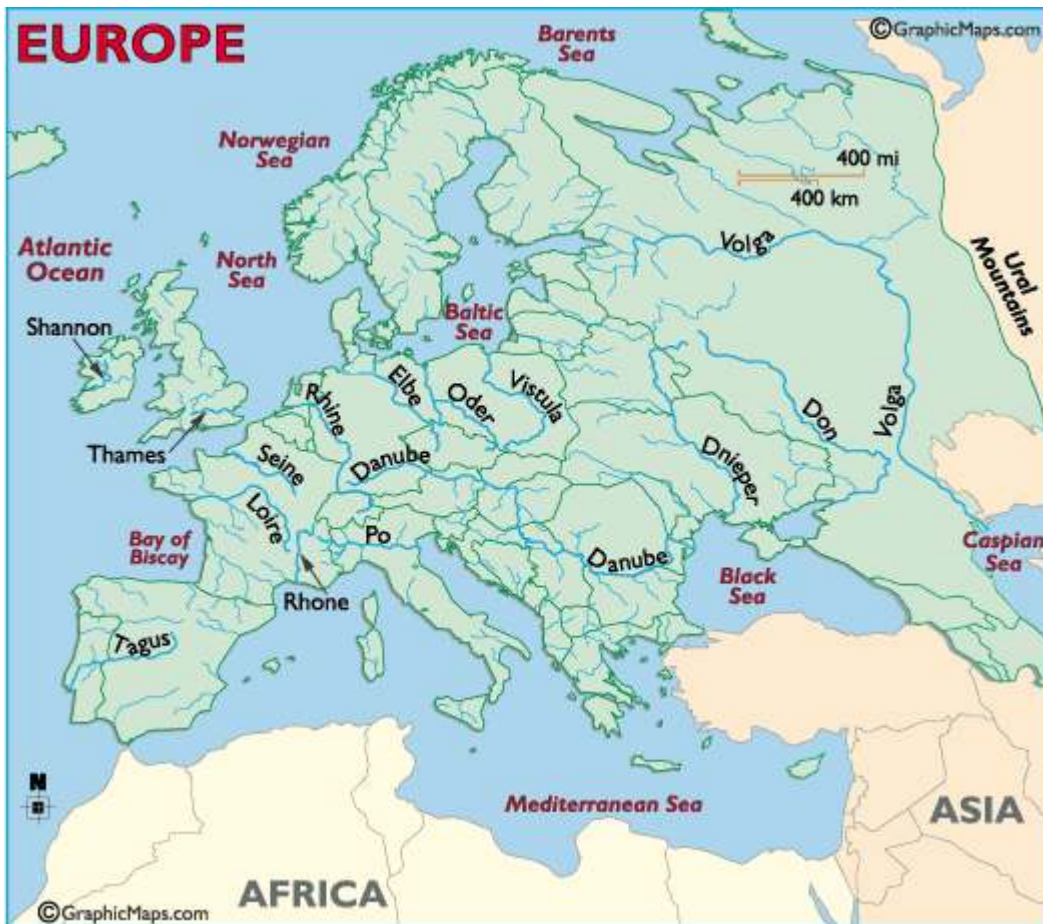 EUROPE
Barents
Sea
©GraphicMaps.com
Norwegian
Sea
400 mi
400 km
Atlantic
Ocean
North
Sea
Volga
Ural
Mountains
Shannon
Baltic
Sea
Thames
Rhine
Elbe
Oder
Vistula
Don
Volga
Seine
Danube
Dnieper
Loire
Bay of
Biscay
Po
Rhone
Danube
Black
Sea
Caspian
Sea
Tagus
N
Mediterranean Sea
ASIA
AFRICA
©GraphicMaps.com